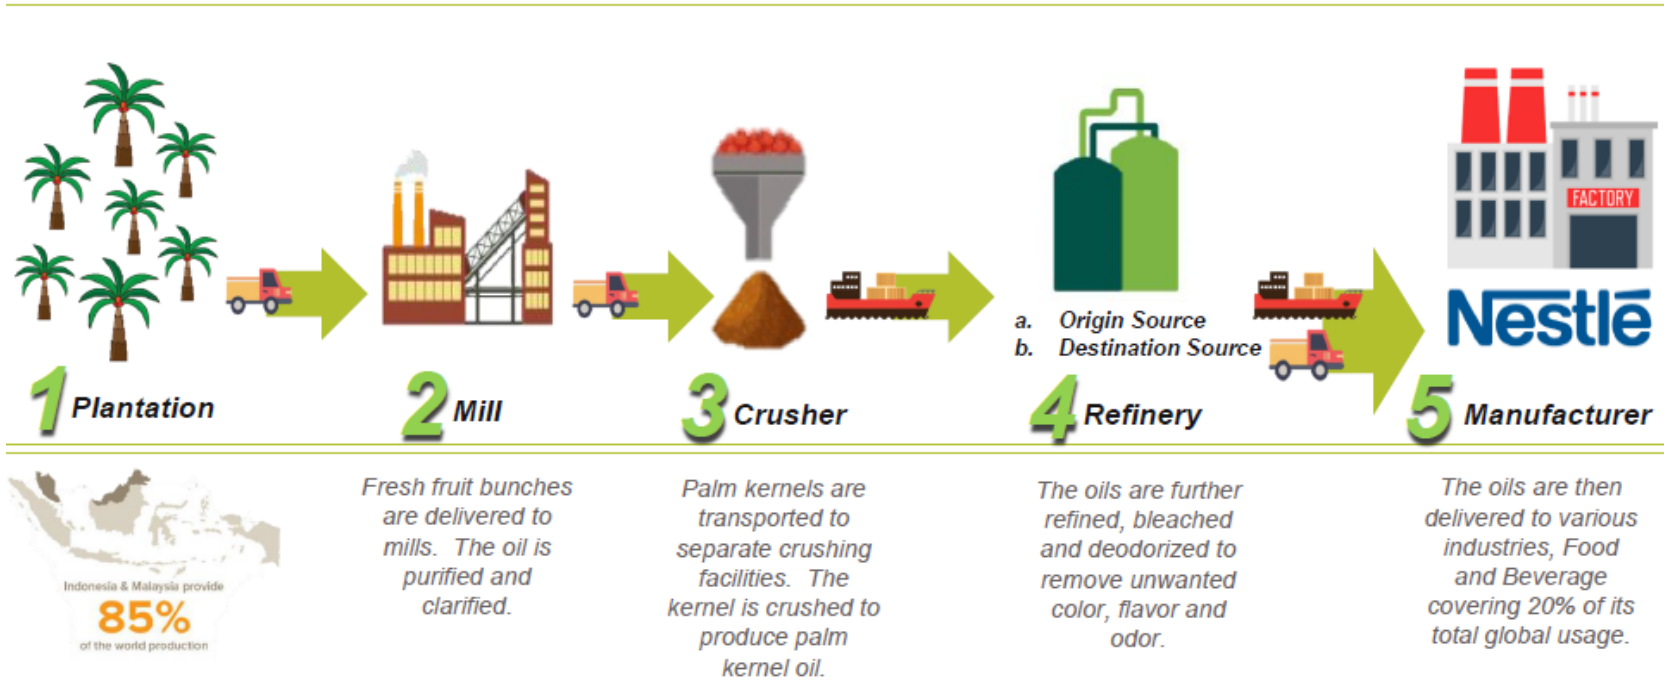 FACTORY
Nestlé
a. Origin Source
b. Destination Source
1 Plantation
2 Mill
3 Crusher
4 Refinery
5 Manufacturer
Indonesia & Malaysia provide
85%
of the world production
Fresh fruit bunches
are delivered to
mills. The oil is
purified and
clarified.
Palm kernels are
transported to
separate crushing
facilities. The
kernel is crushed to
produce palm
kernel oil.
The oils are further
refined, bleached
and deodorized to
remove unwanted
color, flavor and
odor.
The oils are then
delivered to various
industries, Food
and Beverage
covering 20% of its
total global usage.